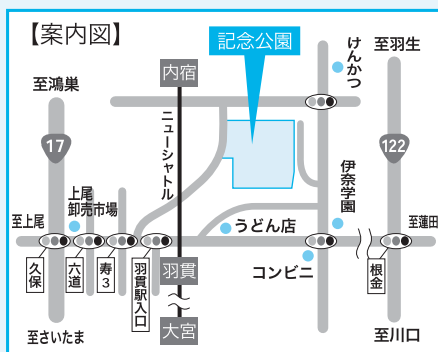 【案内図】
記念公園
けんかつ
至羽生
内宿
至鴻巣
ニューシャトル
17
122
上尾
卸売市場
伊奈学園
至上尾
うどん店
至蓮田
久保
六道
寿3
羽貫駅入口
羽貫
コンビニ
根金
大宮
至さいたま
至川口